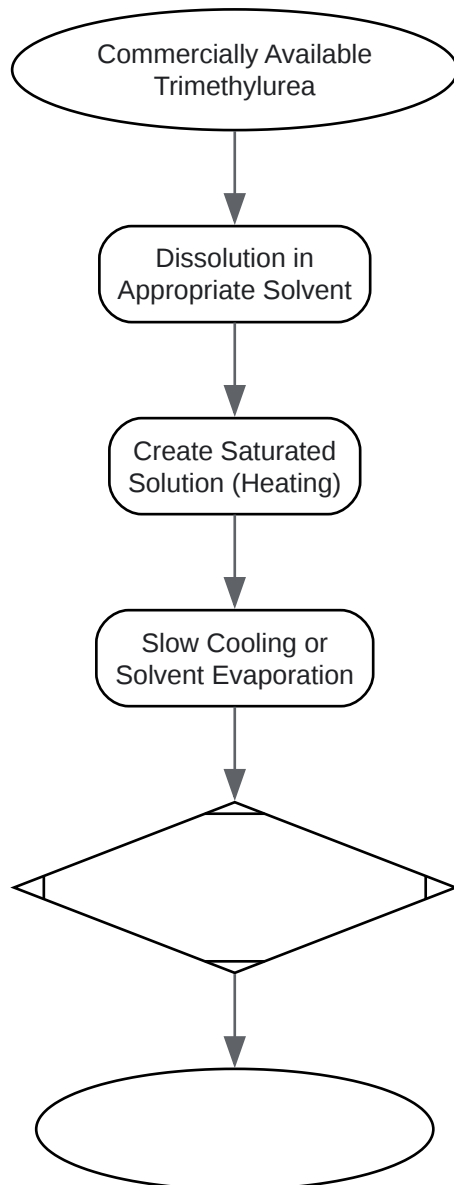 Commercially Available
Trimethylurea
Dissolution in
Appropriate Solvent
Create Saturated
Solution (Heating)
Slow Cooling or
Solvent Evaporation